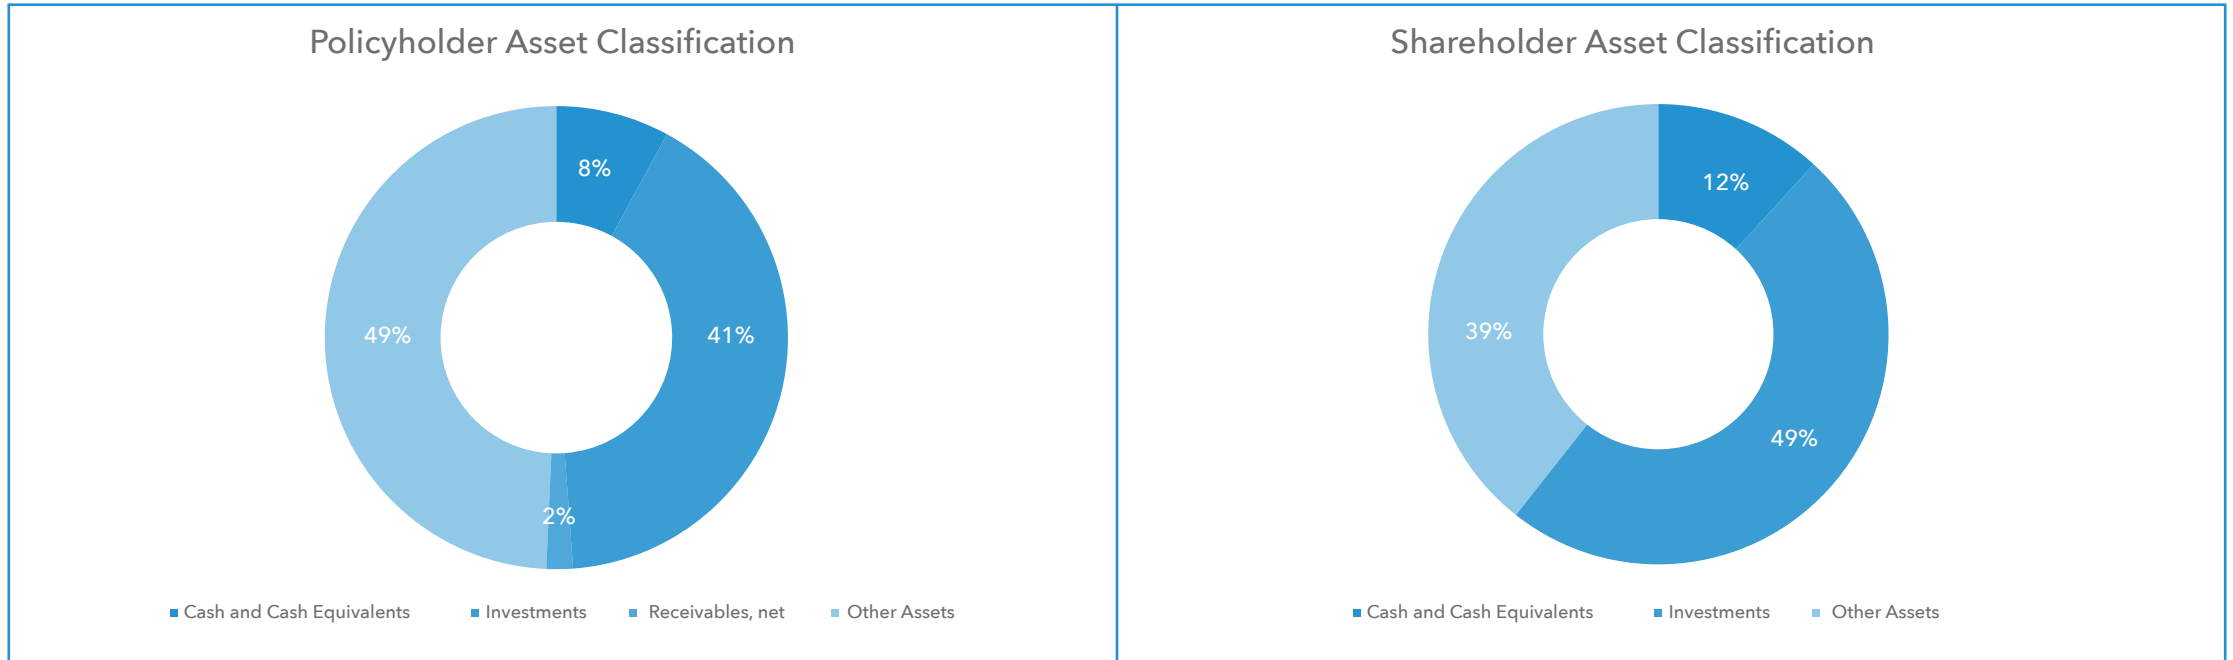 Policyholder Asset Classification
8%
49%
41%
2%
Cash and Cash Equivalents Investments Receivables, net Other Assets
Shareholder Asset Classification
12%
39%
49%
Cash and Cash Equivalents Investments Other Assets